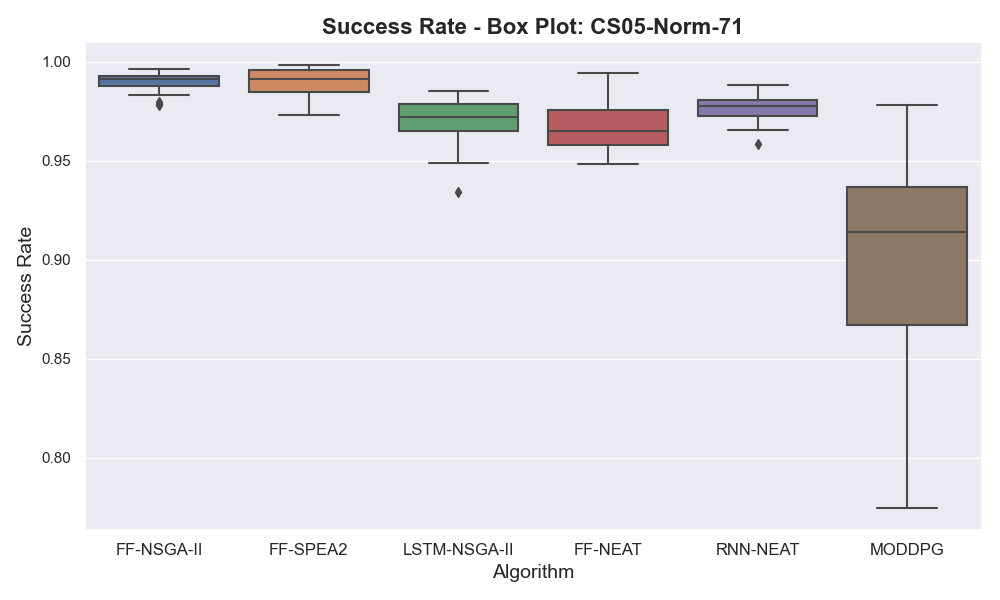 Success Rate - Box Plot: CS05-Norm-71
1.00
0.95
0.90
0.85
0.80
Success Rate
FF-NSGA-II
FF-SPEA2
LSTM-NSGA-II
FF-NEAT
RNN-NEAT
MODDPG
Algorithm